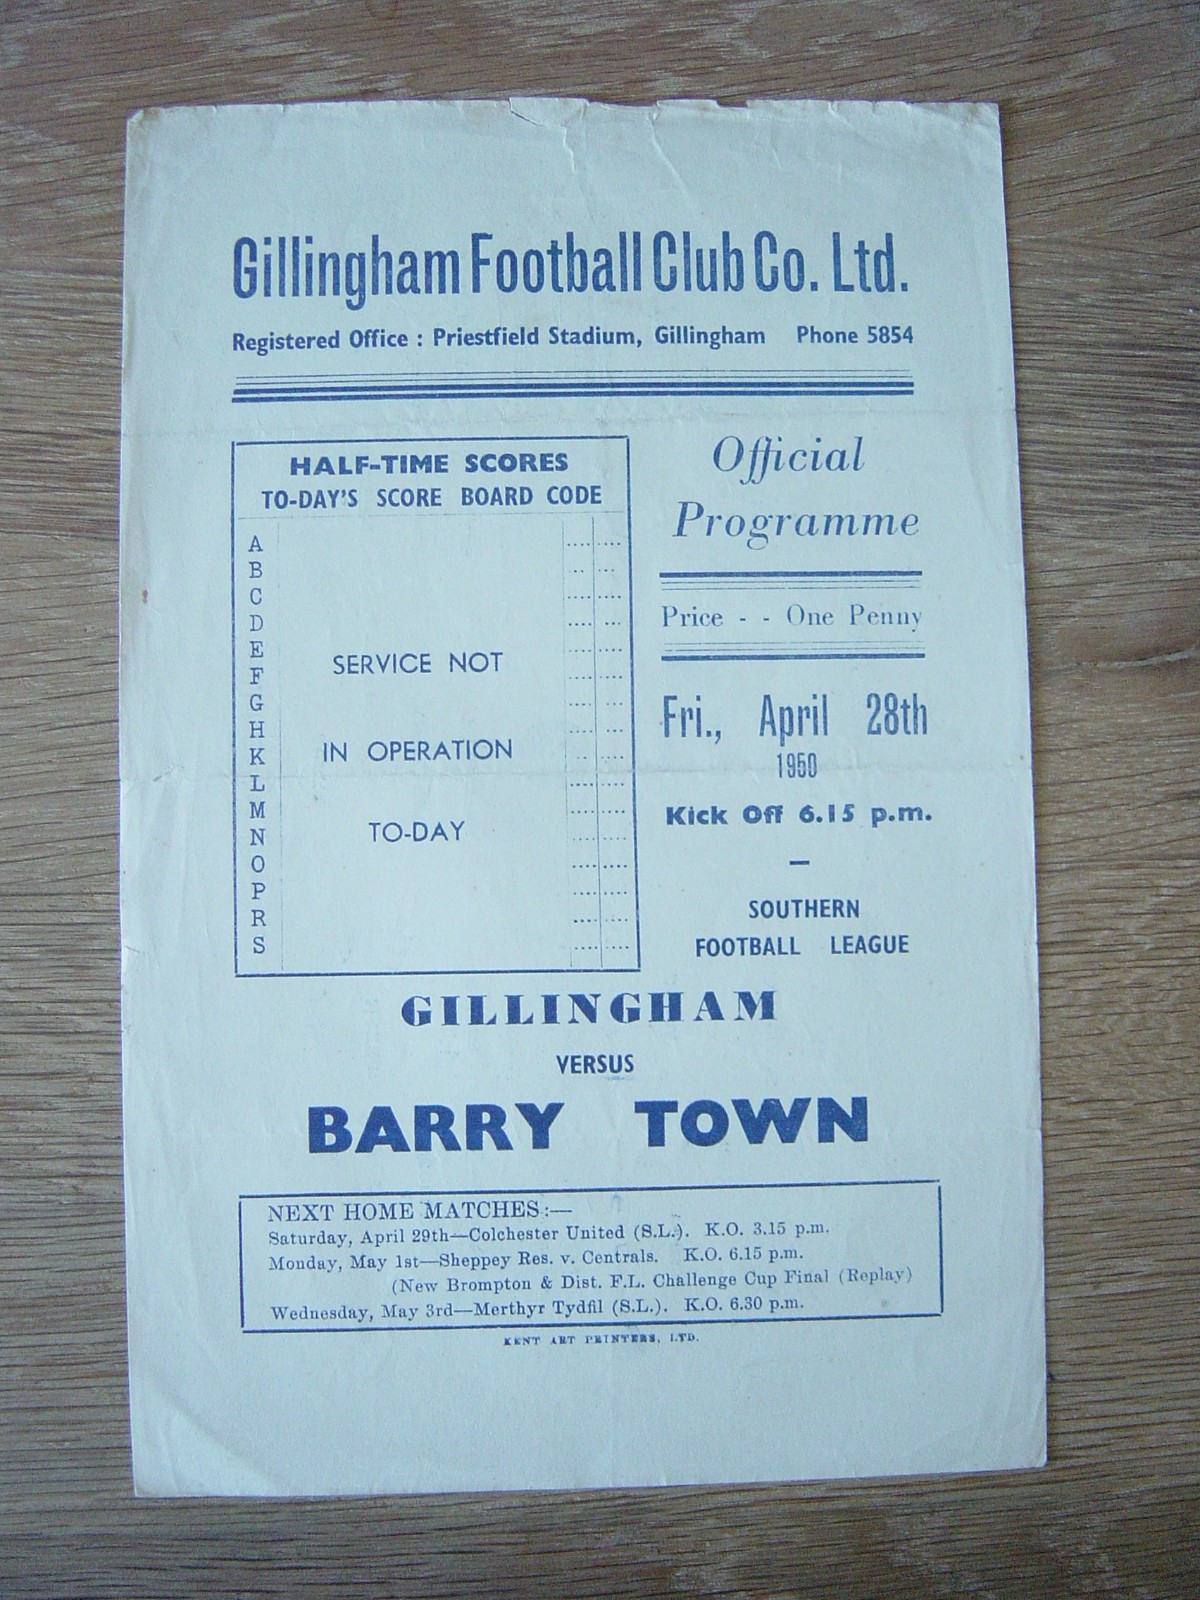 Gillingham Football Club Co. Ltd.
Registered Office : Priestfield Stadium, Gillingham Phone 5854
HALF-TIME SCORES
TO-DAY'S SCORE BOARD CODE
A
B
C
D
E
F
G
H
K
L
M
N
O
P
R
S
SERVICE NOT
IN OPERATION
TO-DAY
Official
Programme
Price - - One Penny
Fri., April 28th
1950
Kick Off 6.15 p.m.
SOUTHERN
FOOTBALL LEAGUE
GILLINGHAM
VERSUS
BARRY TOWN
NEXT HOME MATCHES:—
Saturday, April 29th—Colchester United (S.L.). K.O. 3.15 p.m.
Monday, May 1st—Sheppey Res. v. Centrals. K.O. 6.15 p.m.
(New Brompton & Dist. F.L. Challenge Cup Final (Replay)
Wednesday, May 3rd—Merthyr Tydfil (S.L.). K.O. 6.30 p.m.
KENT ART PRINTERS, LTD.